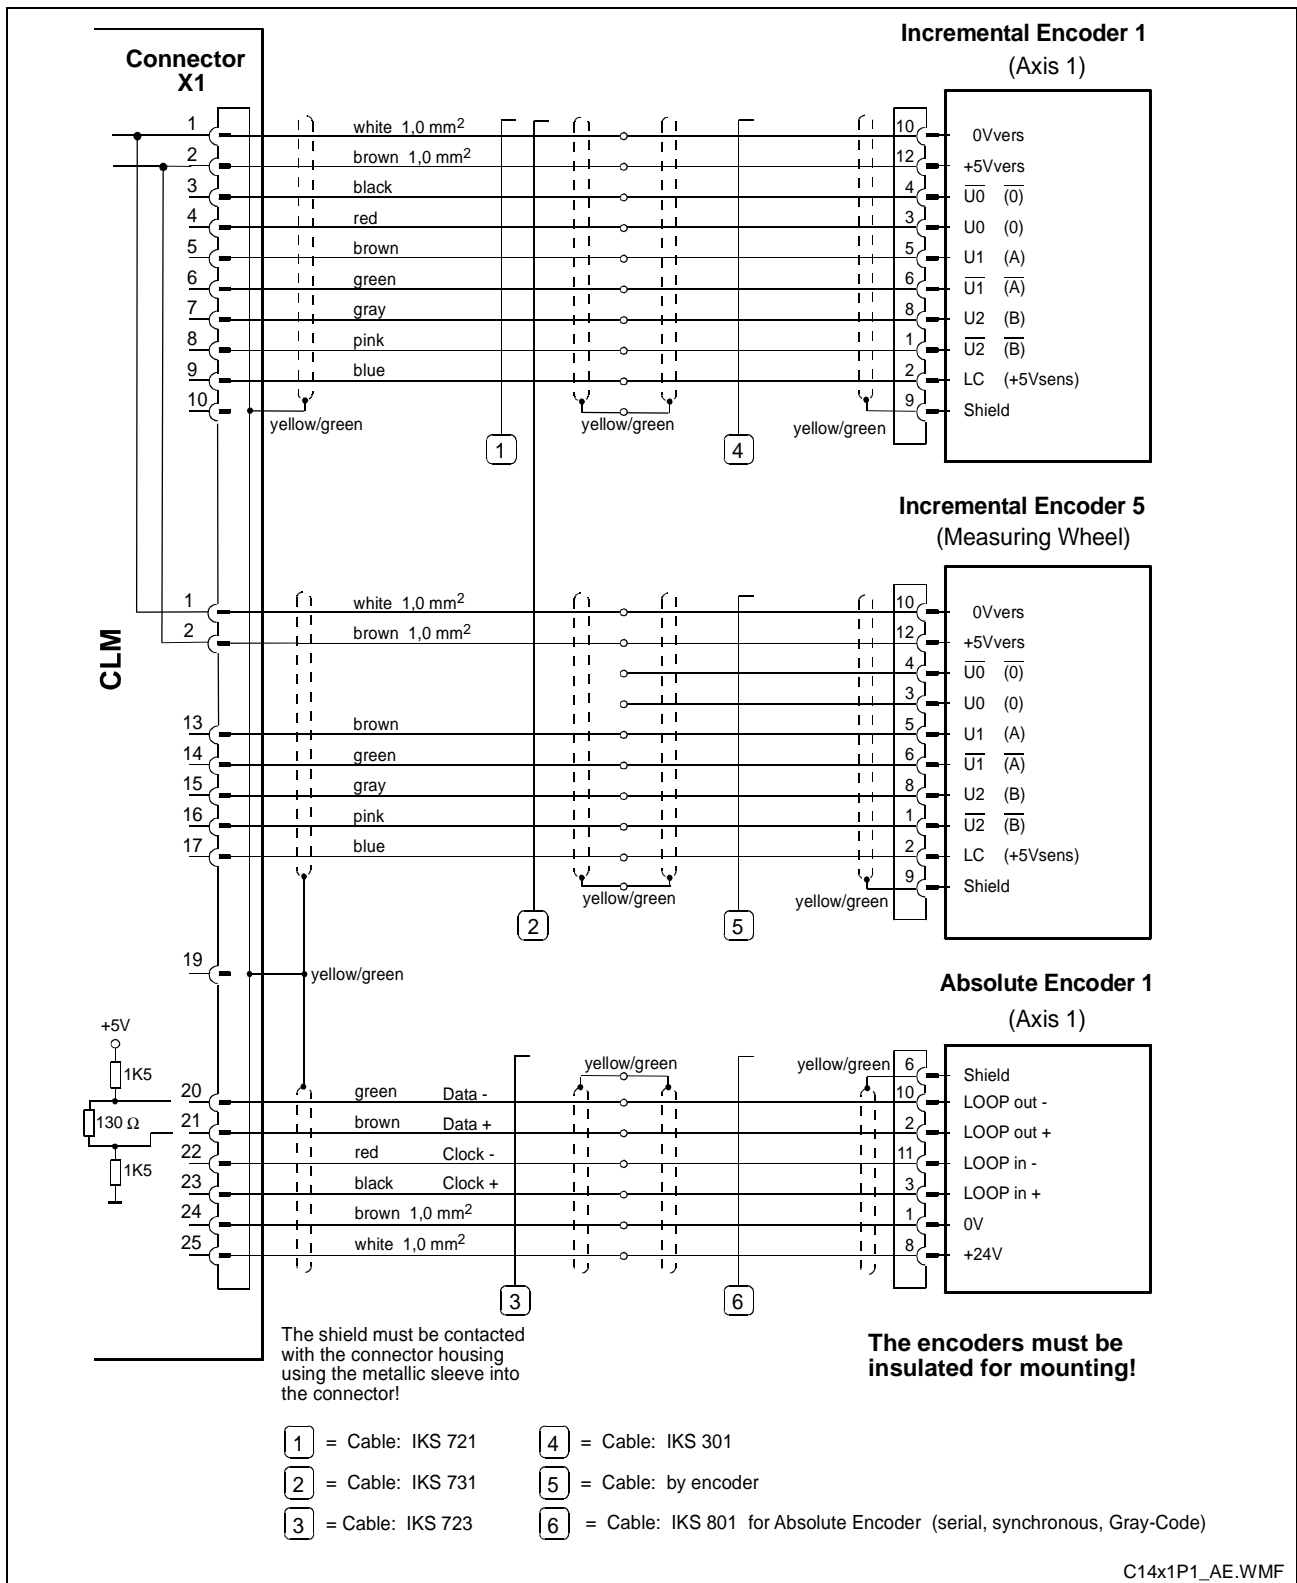 Connector
X1
Incremental Encoder 1
(Axis 1)
1 white 1,0 mm² 10 0Vvers
2 brown 1,0 mm² 12 +5Vvers
3 black 4 U̅0̅ (0̅)
4 red 3 U0 (0)
5 brown 5 U1 (A)
6 green 6 U̅1̅ (A̅)
7 gray 8 U2 (B)
8 pink 1 U̅2̅ (B̅)
9 blue 2 LC (+5Vsens)
10 9 Shield
yellow/green yellow/green yellow/green
1 4
Incremental Encoder 5
(Measuring Wheel)
1 white 1,0 mm² 10 0Vvers
2 brown 1,0 mm² 12 +5Vvers
CLM
4 U̅0̅ (0̅)
3 U0 (0)
13 brown 5 U1 (A)
14 green 6 U̅1̅ (A̅)
15 gray 8 U2 (B)
16 pink 1 U̅2̅ (B̅)
17 blue 2 LC (+5Vsens)
9 Shield
yellow/green yellow/green
2 5
19 yellow/green
Absolute Encoder 1
(Axis 1)
+5V
1K5
130 Ω
1K5
yellow/green yellow/green 6 Shield
20 green Data - 10 LOOP out -
21 brown Data + 2 LOOP out +
22 red Clock - 11 LOOP in -
23 black Clock + 3 LOOP in +
24 brown 1,0 mm² 1 0V
25 white 1,0 mm² 8 +24V
3 6
The shield must be contacted
with the connector housing
using the metallic sleeve into
the connector!
The encoders must be
insulated for mounting!
1 = Cable: IKS 721
4 = Cable: IKS 301
2 = Cable: IKS 731
5 = Cable: by encoder
3 = Cable: IKS 723
6 = Cable: IKS 801 for Absolute Encoder (serial, synchronous, Gray-Code)
C14x1P1_AE.WMF